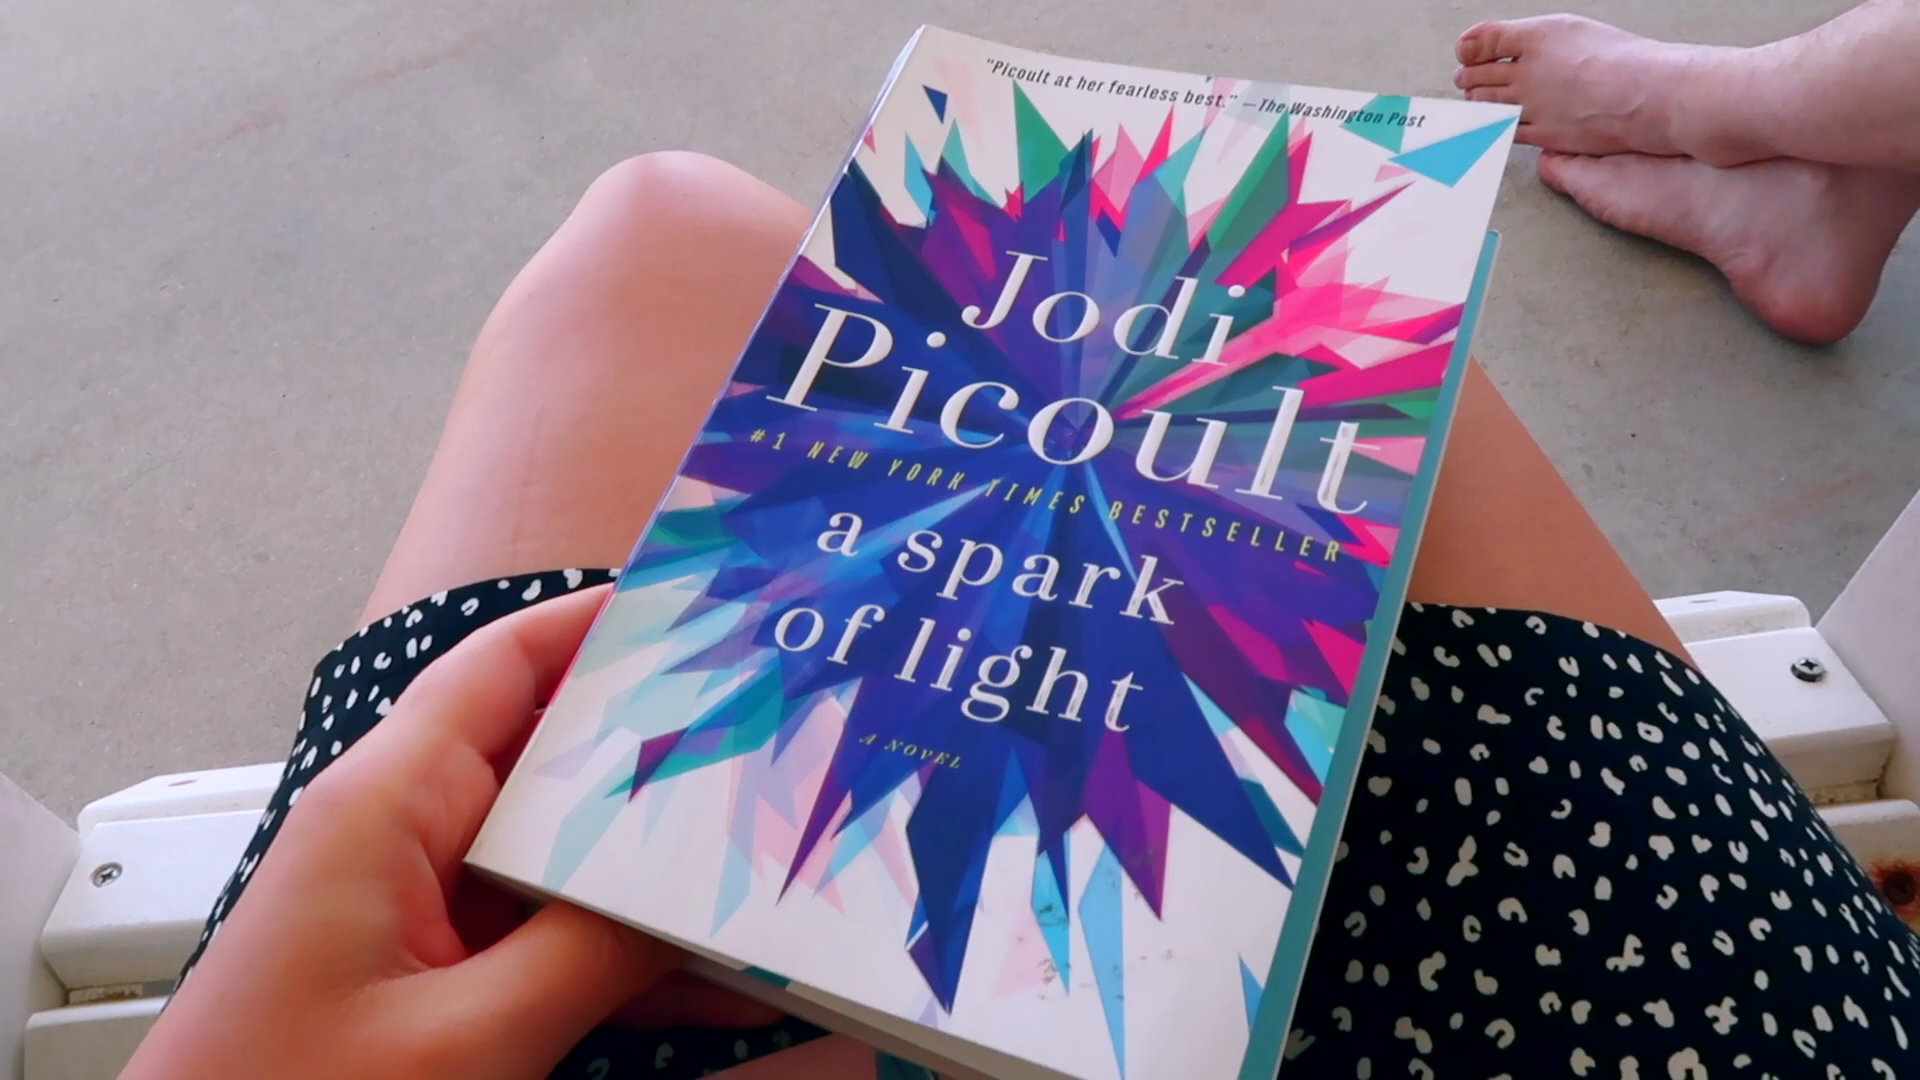 "Picoult at her fearless best." —The Washington Post
Jodi
Picoult
#1 NEW YORK TIMES BESTSELLER
a spark
of light
A NOVEL